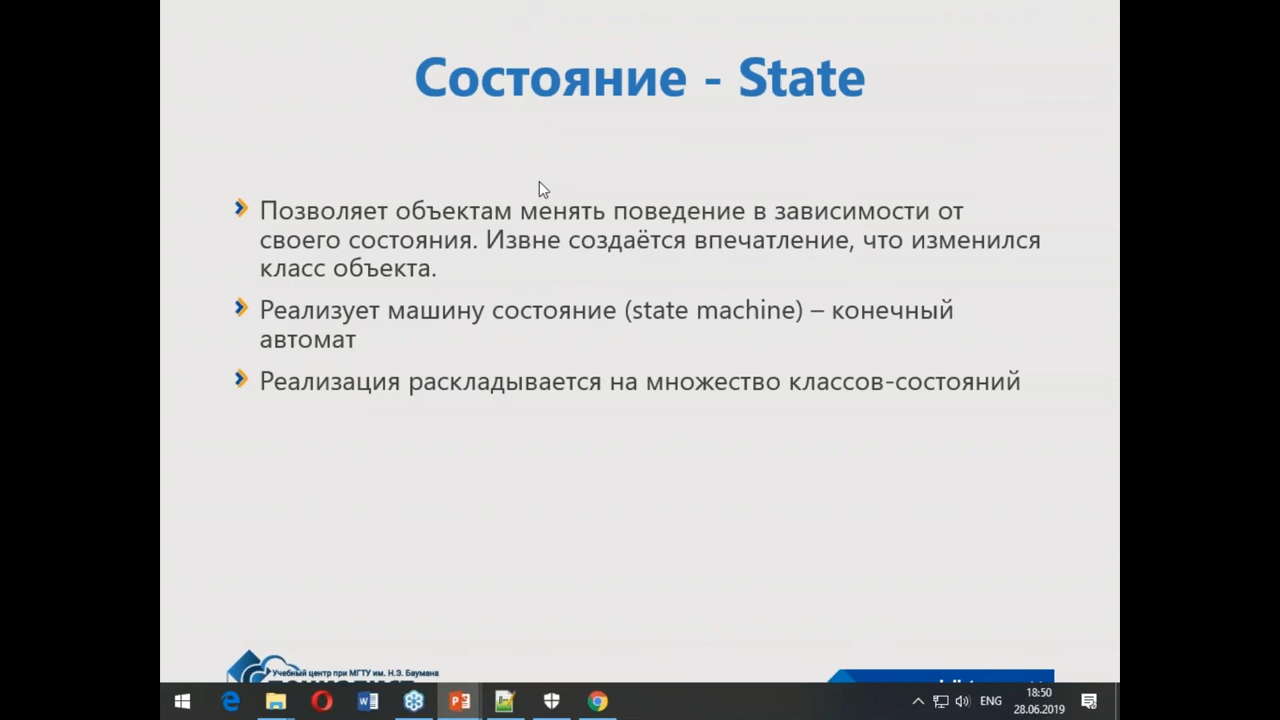 Состояние - State
Позволяет объектам менять поведение в зависимости от
своего состояния. Извне создаётся впечатление, что изменился
класс объекта.
Реализует машину состояние (state machine) – конечный
автомат
Реализация раскладывается на множество классов-состояний
Учебный центр при МГТУ им. Н.Э. Баумана
ENG
18:50
28.06.2019